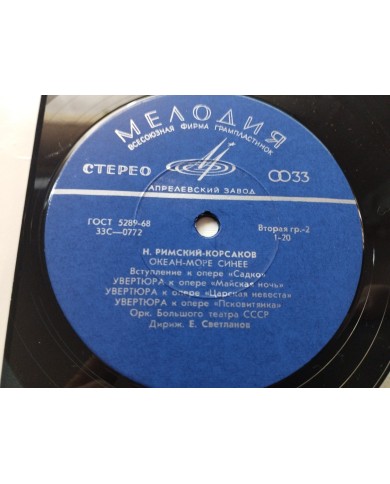 МЕЛОДИЯ
ВСЕСОЮЗНАЯ ФИРМА ГРАМПЛАСТИНОК
СТЕРЕО
33
АПРЕЛЕВСКИЙ ЗАВОД
ГОСТ 5289-68
Вторая гр.-2
33С—0772
1-20
Н. РИМСКИЙ-КОРСАКОВ
ОКЕАН-МОРЕ СИНЕЕ
Вступление к опере «Садко»
УВЕРТЮРА к опере «Майская ночь»
УВЕРТЮРА к опере «Царская невеста»
УВЕРТЮРА к опере «Псковитянка»
Орк. Большого театра СССР
Дириж. Е. Светланов